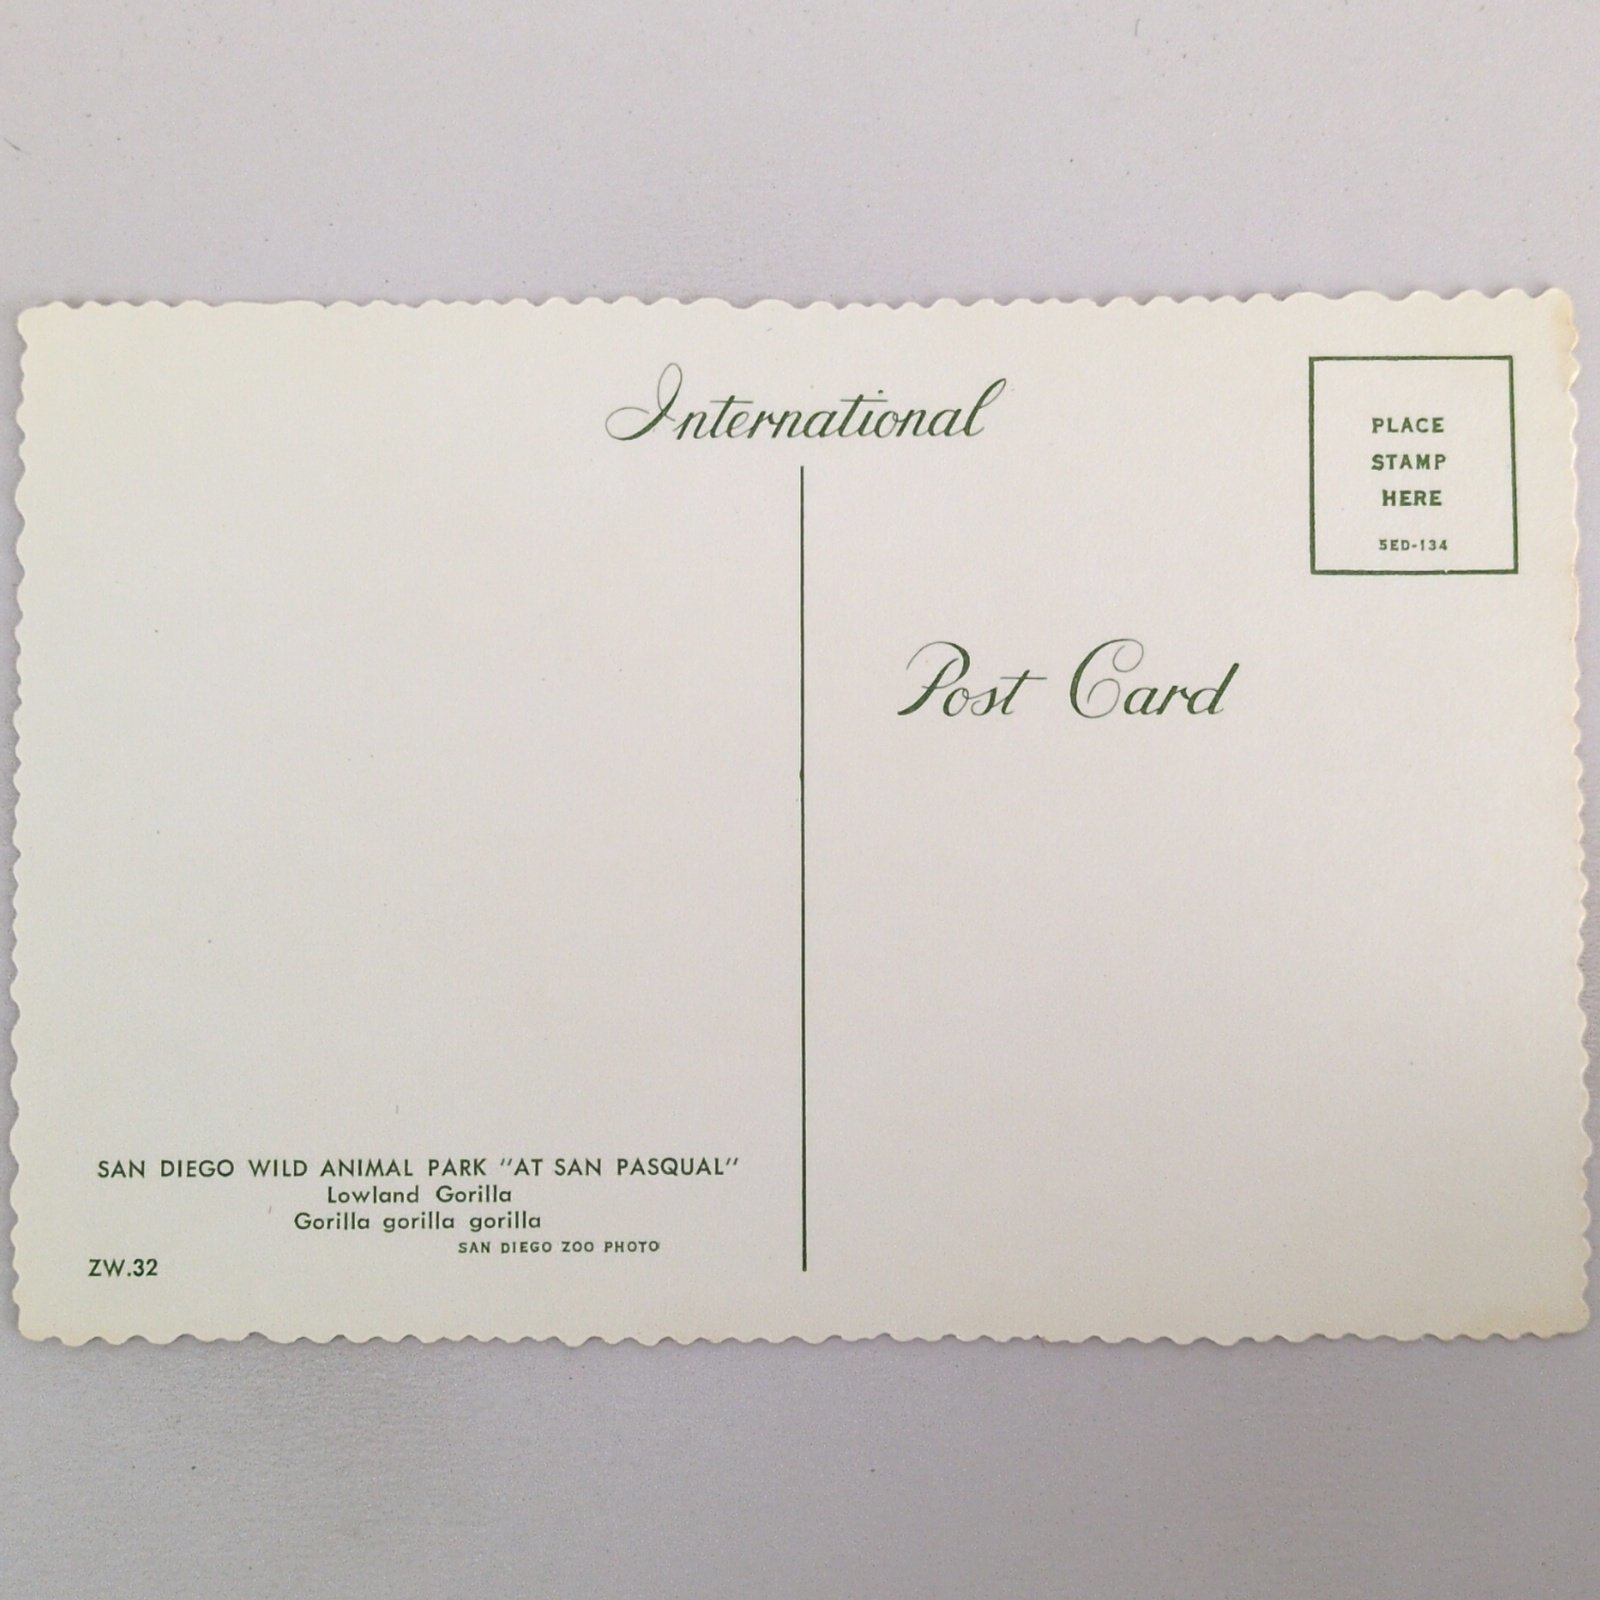 International
PLACE
STAMP
HERE
5ED-134
Post Card
SAN DIEGO WILD ANIMAL PARK "AT SAN PASQUAL"
Lowland Gorilla
Gorilla gorilla gorilla
SAN DIEGO ZOO PHOTO
ZW.32